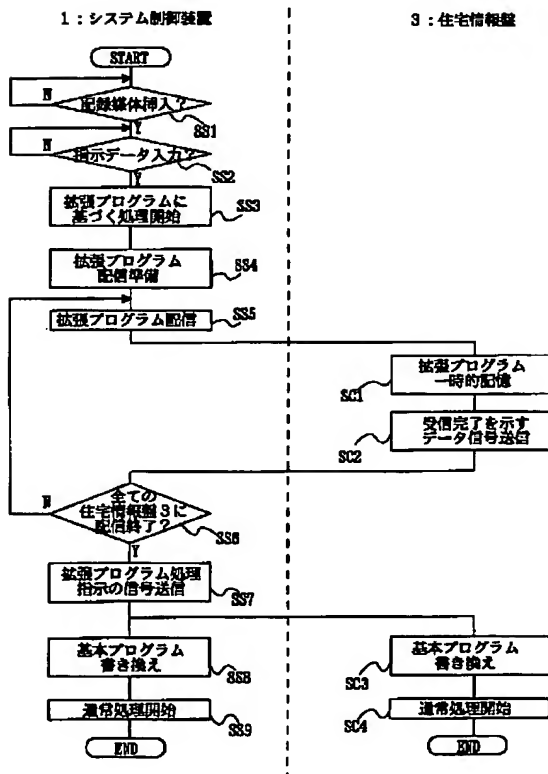 1:システム制御装置
3:住宅情報盤
START
記録媒体挿入?
N
Y
SS1
指示データ入力?
N
Y
SS2
拡張プログラムに
基づく処理開始
SS3
拡張プログラム
配信準備
SS4
拡張プログラム配信
SS5
拡張プログラム
一時的記憶
SC1
受信完了を示す
データ信号送信
SC2
全ての
住宅情報盤3に
配信終了?
N
Y
SS6
拡張プログラム処理
指示の信号送信
SS7
基本プログラム
書き換え
SS8
基本プログラム
書き換え
SC3
通常処理開始
SS9
通常処理開始
SC4
END
END